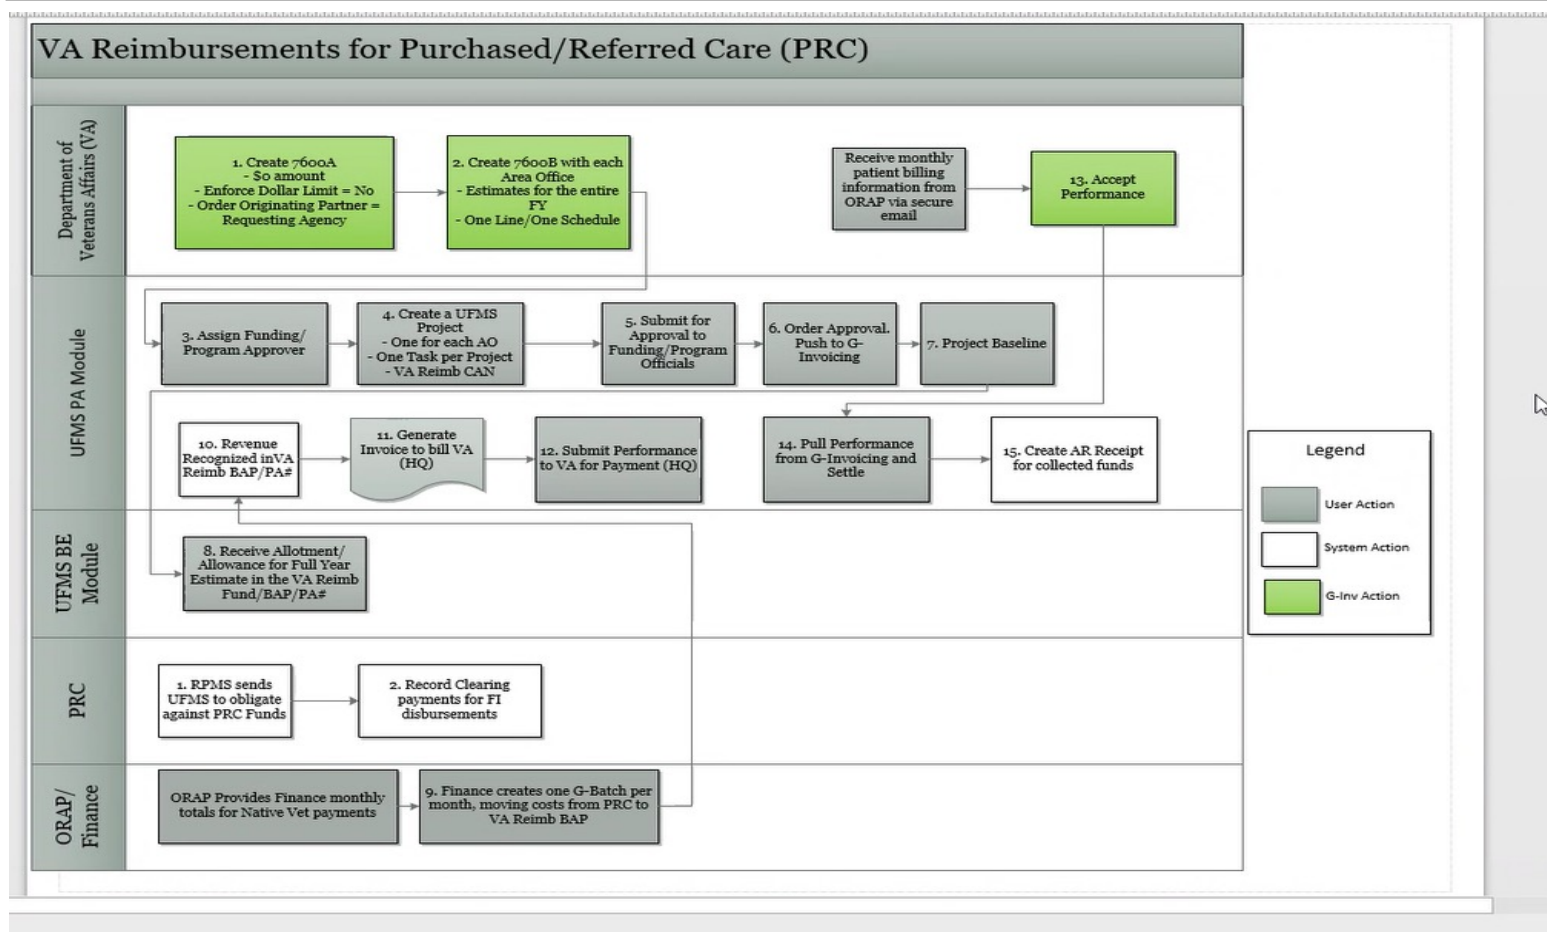 VA Reimbursements for Purchased/Referred Care (PRC)
Department of
Veterans Affairs (VA)
1. Create 7600A
- $0 amount
- Enforce Dollar Limit = No
- Order Originating Partner =
Requesting Agency
2. Create 7600B with each
Area Office
- Estimates for the entire
FY
- One Line/One Schedule
Receive monthly
patient billing
information from
ORAP via secure
email
13. Accept
Performance
UFMS PA Module
3. Assign Funding/
Program Approver
4. Create a UFMS
Project
- One for each AO
- One Task per Project
- VA Reimb CAN
5. Submit for
Approval to
Funding/Program
Officials
6. Order Approval.
Push to G-
Invoicing
7. Project Baseline
10. Revenue
Recognized inVA
Reimb BAP/PA#
11. Generate
Invoice to bill VA
(HQ)
12. Submit Performance
to VA for Payment (HQ)
14. Pull Performance
from G-Invoicing and
Settle
15. Create AR Receipt
for collected funds
UFMS BE
Module
8. Receive Allotment/
Allowance for Full Year
Estimate in the VA Reimb
Fund/BAP/PA#
PRC
1. RPMS sends
UFMS to obligate
against PRC Funds
2. Record Clearing
payments for FI
disbursements
ORAP/
Finance
ORAP Provides Finance monthly
totals for Native Vet payments
9. Finance creates one G-Batch per
month, moving costs from PRC to
VA Reimb BAP
Legend
User Action
System Action
G-Inv Action